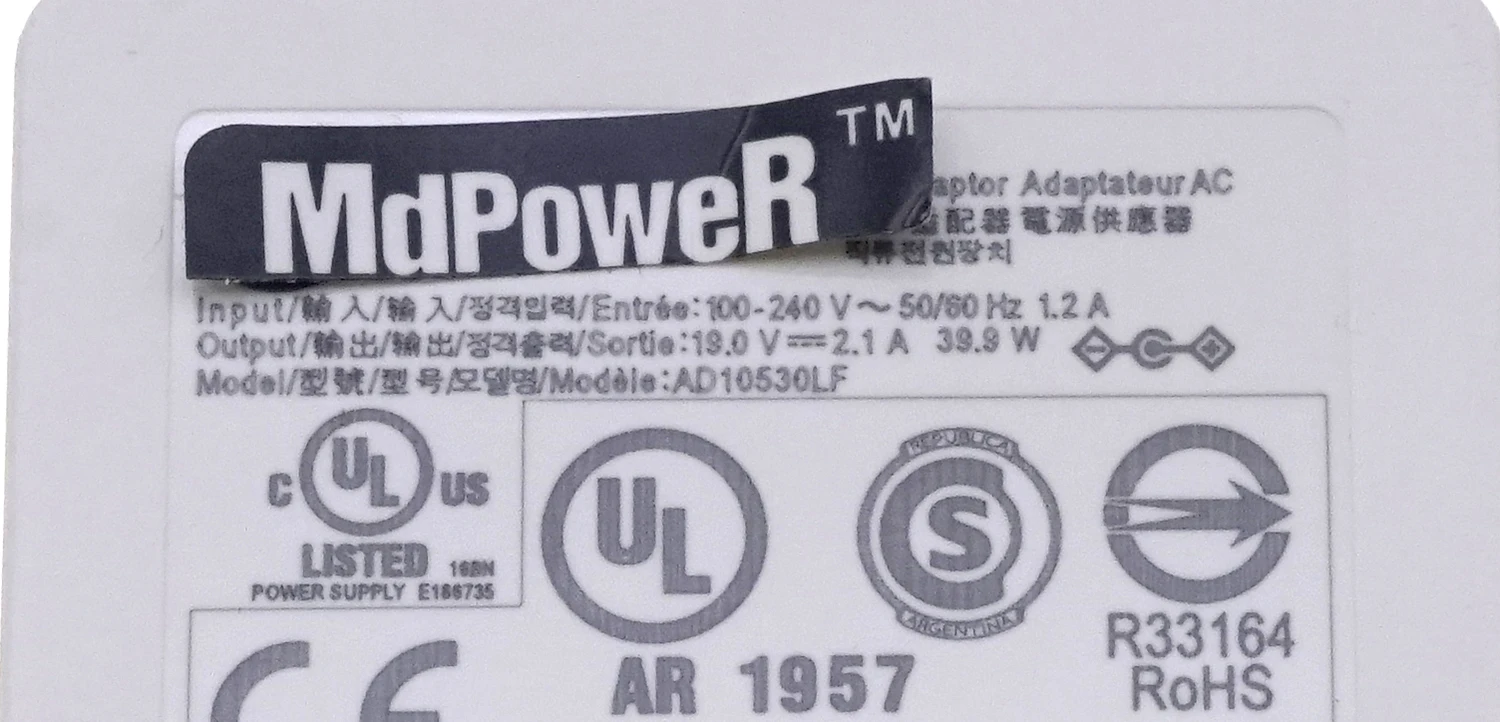 MdPoweR TM
aptor Adaptateur AC
配器 電源供應器
직류전원장치
Input/輸入/输入/정격입력/Entrée:100-240 V～50/60 Hz 1.2 A
Output/輸出/输出/정격출력/Sortie:19.0 V⎓2.1 A 39.9 W
Model/型號/型号/모델명/Modèle:AD10530LF
C UL US
LISTED 16BN
POWER SUPPLY E186735
UL
REPUBLICA
S
ARGENTINA
AR 1957
R33164
RoHS
CE